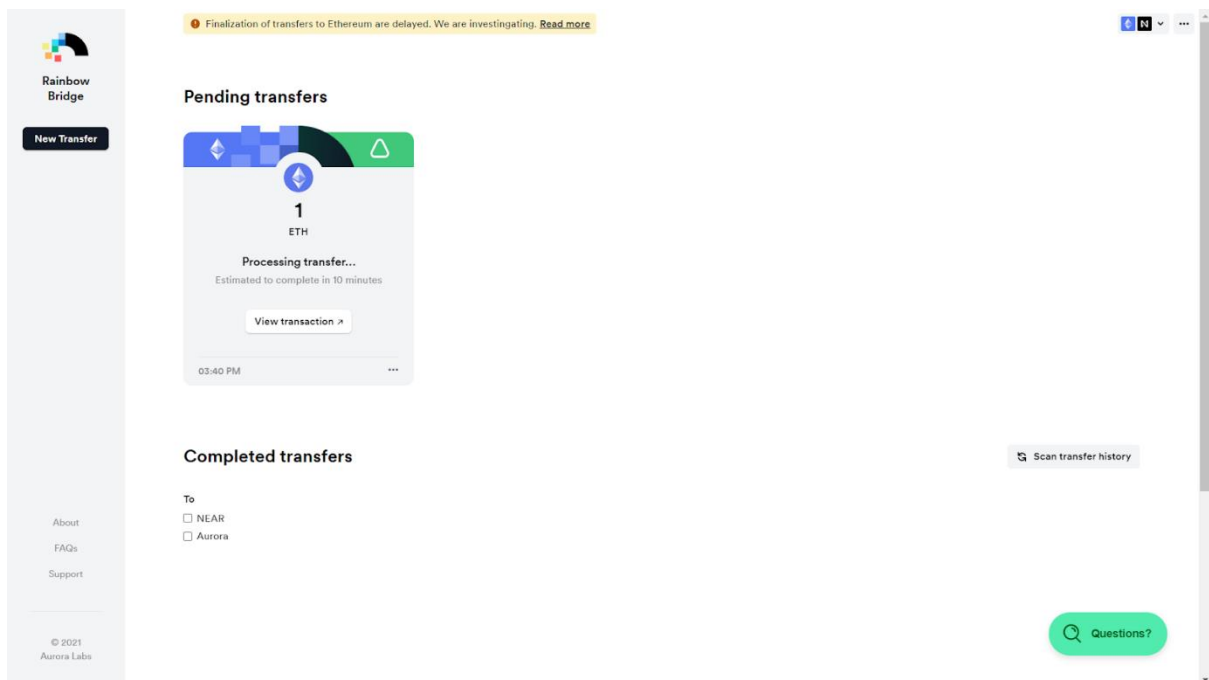 Finalization of transfers to Ethereum are delayed. We are investingating. Read more
Rainbow
Bridge
New Transfer
Pending transfers
1
ETH
Processing transfer...
Estimated to complete in 10 minutes
View transaction ↗
03:40 PM
Completed transfers
Scan transfer history
To
NEAR
Aurora
About
FAQs
Support
© 2021
Aurora Labs
Questions?